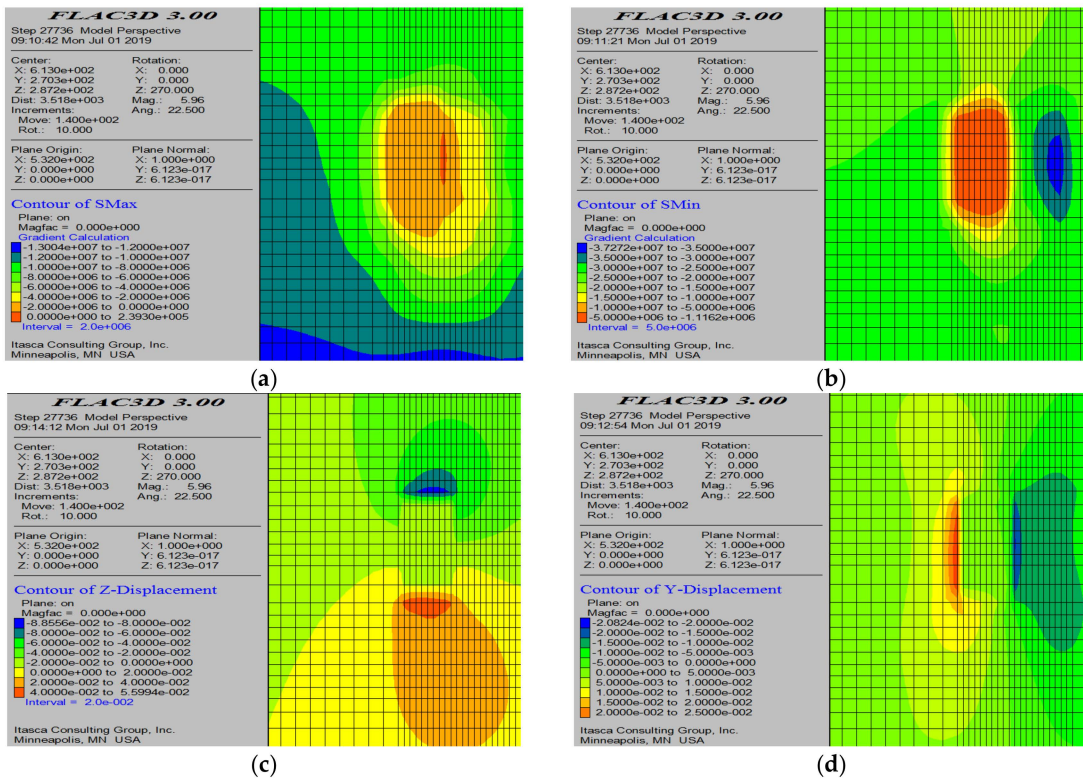 FLAC3D 3.00
Step 27736 Model Perspective
09:10:42 Mon Jul 01 2019
Center: Rotation:
X: 6.130e+002 X: 0.000
Y: 2.703e+002 Y: 0.000
Z: 2.872e+002 Z: 270.000
Dist: 3.518e+003 Mag.: 5.96
Increments: Ang.: 22.500
Move: 1.400e+002
Rot.: 10.000
Plane Origin: Plane Normal:
X: 5.320e+002 X: 1.000e+000
Y: 0.000e+000 Y: 6.123e-017
Z: 0.000e+000 Z: 6.123e-017
Contour of SMax
Plane: on
Magfac = 0.000e+000
Gradient Calculation
-1.3004e+007 to -1.2000e+007
-1.2000e+007 to -1.0000e+007
-1.0000e+007 to -8.0000e+006
-8.0000e+006 to -6.0000e+006
-6.0000e+006 to -4.0000e+006
-4.0000e+006 to -2.0000e+006
-2.0000e+006 to 0.0000e+000
0.0000e+000 to 2.3930e+005
Interval = 2.0e+006
Itasca Consulting Group, Inc.
Minneapolis, MN USA
(a)
FLAC3D 3.00
Step 27736 Model Perspective
09:11:21 Mon Jul 01 2019
Center: Rotation:
X: 6.130e+002 X: 0.000
Y: 2.703e+002 Y: 0.000
Z: 2.872e+002 Z: 270.000
Dist: 3.518e+003 Mag.: 5.96
Increments: Ang.: 22.500
Move: 1.400e+002
Rot.: 10.000
Plane Origin: Plane Normal:
X: 5.320e+002 X: 1.000e+000
Y: 0.000e+000 Y: 6.123e-017
Z: 0.000e+000 Z: 6.123e-017
Contour of SMin
Plane: on
Magfac = 0.000e+000
Gradient Calculation
-3.7272e+007 to -3.5000e+007
-3.5000e+007 to -3.0000e+007
-3.0000e+007 to -2.5000e+007
-2.5000e+007 to -2.0000e+007
-2.0000e+007 to -1.5000e+007
-1.5000e+007 to -1.0000e+007
-1.0000e+007 to -5.0000e+006
-5.0000e+006 to -1.1162e+006
Interval = 5.0e+006
Itasca Consulting Group, Inc.
Minneapolis, MN USA
(b)
FLAC3D 3.00
Step 27736 Model Perspective
09:14:12 Mon Jul 01 2019
Center: Rotation:
X: 6.130e+002 X: 0.000
Y: 2.703e+002 Y: 0.000
Z: 2.872e+002 Z: 270.000
Dist: 3.518e+003 Mag.: 5.96
Increments: Ang.: 22.500
Move: 1.400e+002
Rot.: 10.000
Plane Origin: Plane Normal:
X: 5.320e+002 X: 1.000e+000
Y: 0.000e+000 Y: 6.123e-017
Z: 0.000e+000 Z: 6.123e-017
Contour of Z-Displacement
Plane: on
Magfac = 0.000e+000
-8.8556e-002 to -8.0000e-002
-8.0000e-002 to -6.0000e-002
-6.0000e-002 to -4.0000e-002
-4.0000e-002 to -2.0000e-002
-2.0000e-002 to 0.0000e+000
0.0000e+000 to 2.0000e-002
2.0000e-002 to 4.0000e-002
4.0000e-002 to 5.5994e-002
Interval = 2.0e-002
Itasca Consulting Group, Inc.
Minneapolis, MN USA
(c)
FLAC3D 3.00
Step 27736 Model Perspective
09:12:54 Mon Jul 01 2019
Center: Rotation:
X: 6.130e+002 X: 0.000
Y: 2.703e+002 Y: 0.000
Z: 2.872e+002 Z: 270.000
Dist: 3.518e+003 Mag.: 5.96
Increments: Ang.: 22.500
Move: 1.400e+002
Rot.: 10.000
Plane Origin: Plane Normal:
X: 5.320e+002 X: 1.000e+000
Y: 0.000e+000 Y: 6.123e-017
Z: 0.000e+000 Z: 6.123e-017
Contour of Y-Displacement
Plane: on
Magfac = 0.000e+000
-2.0824e-002 to -2.0000e-002
-2.0000e-002 to -1.5000e-002
-1.5000e-002 to -1.0000e-002
-1.0000e-002 to -5.0000e-003
-5.0000e-003 to 0.0000e+000
0.0000e+000 to 5.0000e-003
5.0000e-003 to 1.0000e-002
1.0000e-002 to 1.5000e-002
1.5000e-002 to 2.0000e-002
2.0000e-002 to 2.5000e-002
Itasca Consulting Group, Inc.
Minneapolis, MN USA
(d)